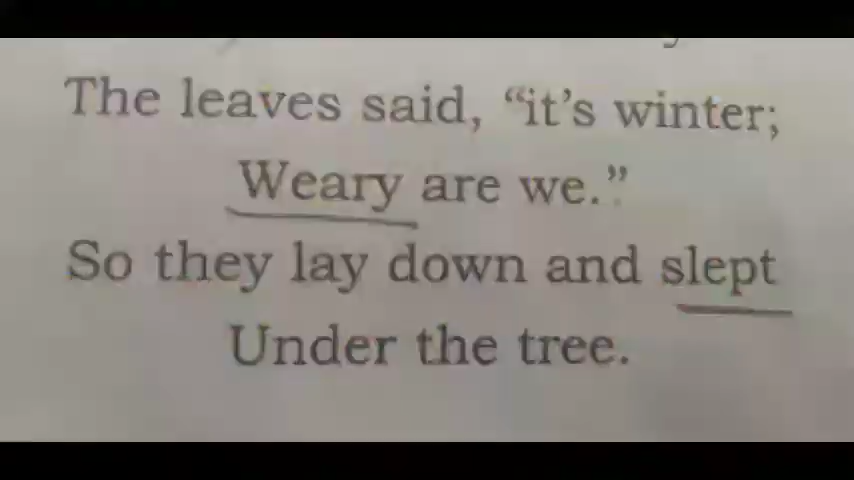 The leaves said, “it’s winter;
Weary are we.”
So they lay down and slept
Under the tree.